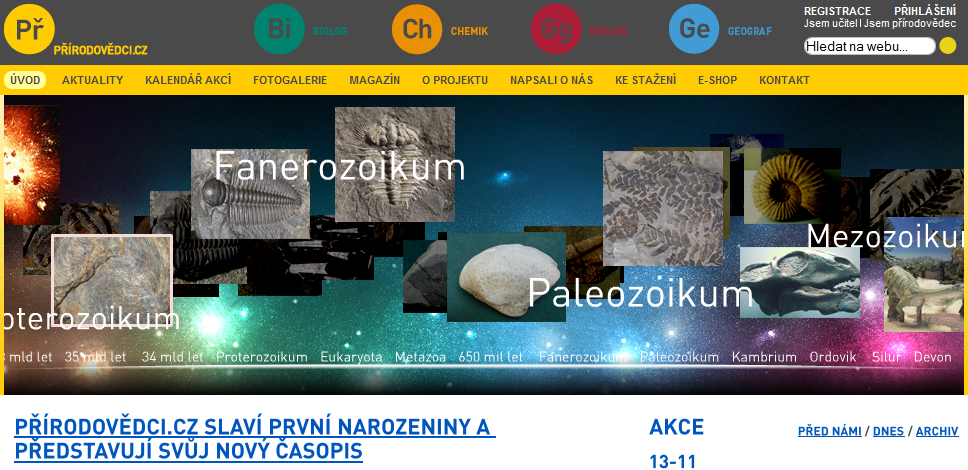 Př
PŘÍRODOVĚDCI.CZ
Bi BIOLOG
Ch CHEMIK
Gg GEOLOG
Ge GEOGRAF
REGISTRACE PŘIHLÁŠENÍ
Jsem učitel | Jsem přírodovědec
Hledat na webu...
ÚVOD AKTUALITY KALENDÁŘ AKCÍ FOTOGALERIE MAGAZÍN O PROJEKTU NAPSALI O NÁS KE STAŽENÍ E-SHOP KONTAKT
Fanerozoikum
Mezozoikum
Paleozoikum
oterozoikum
mld let 35 mld let 34 mld let Proterozoikum Eukaryota Metazoa 650 mil let Fanerozoikum Paleozoikum Kambrium Ordovik Silur Devon
PŘÍRODOVĚDCI.CZ SLAVÍ PRVNÍ NAROZENINY A
PŘEDSTAVUJÍ SVŮJ NOVÝ ČASOPIS
AKCE
PŘED NÁMI / DNES / ARCHIV
13-11